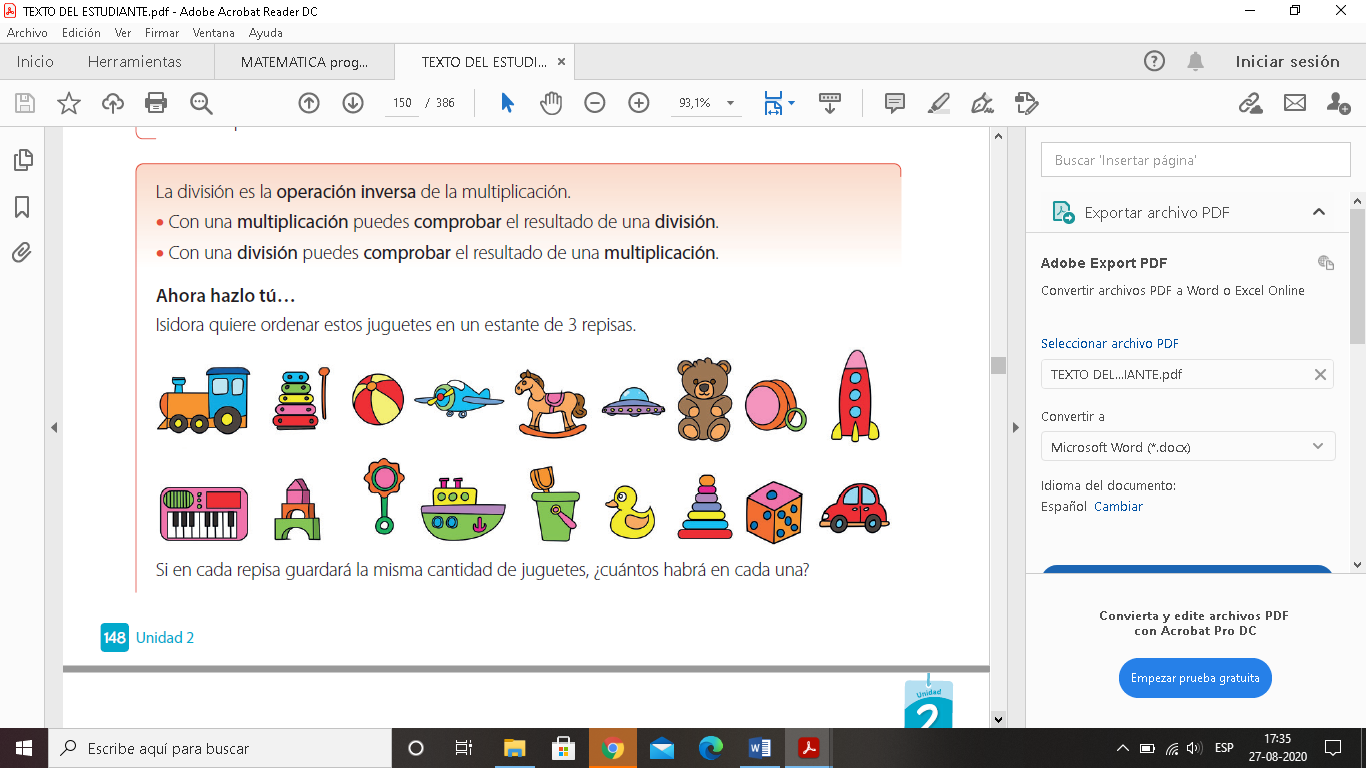 TEXTO DEL ESTUDIANTE.pdf - Adobe Acrobat Reader DC
Archivo Edición Ver Firmar Ventana Ayuda
Inicio Herramientas MATEMATICA prog... TEXTO DEL ESTUDI... ×
Iniciar sesión
150 / 386 93,1%
La división es la operación inversa de la multiplicación.
• Con una multiplicación puedes comprobar el resultado de una división.
• Con una división puedes comprobar el resultado de una multiplicación.
Ahora hazlo tú…
Isidora quiere ordenar estos juguetes en un estante de 3 repisas.
Si en cada repisa guardará la misma cantidad de juguetes, ¿cuántos habrá en cada una?
148 Unidad 2
Unidad
2
Buscar 'Insertar página'
Exportar archivo PDF
Adobe Export PDF
Convertir archivos PDF a Word o Excel Online
Seleccionar archivo PDF
TEXTO DEL...IANTE.pdf
Convertir a
Microsoft Word (*.docx)
Idioma del documento:
Español Cambiar
Convierta y edite archivos PDF
con Acrobat Pro DC
Empezar prueba gratuita
Escribe aquí para buscar
ESP
17:35
27-08-2020